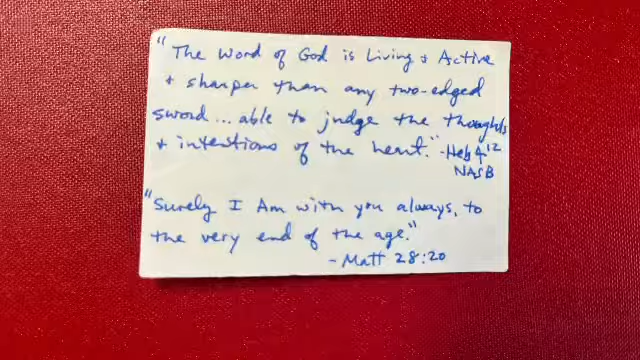 "The Word of God is Living & Active
& sharper than any two-edged
sword... able to judge the thoughts
& intentions of the heart." -Heb 4:12
NASB
"Surely I Am with you always, to
the very end of the age."
- Matt 28:20